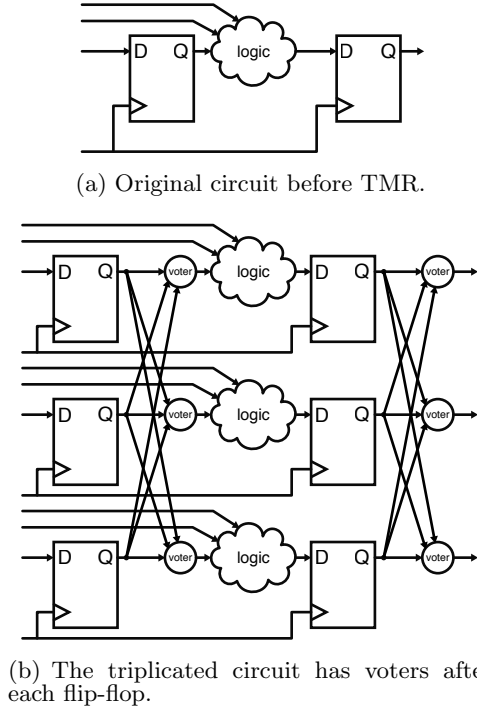 D Q logic D Q
(a) Original circuit before TMR.
D Q voter logic D Q voter
D Q voter logic D Q voter
D Q voter logic D Q voter
(b) The triplicated circuit has voters afte
each flip-flop.